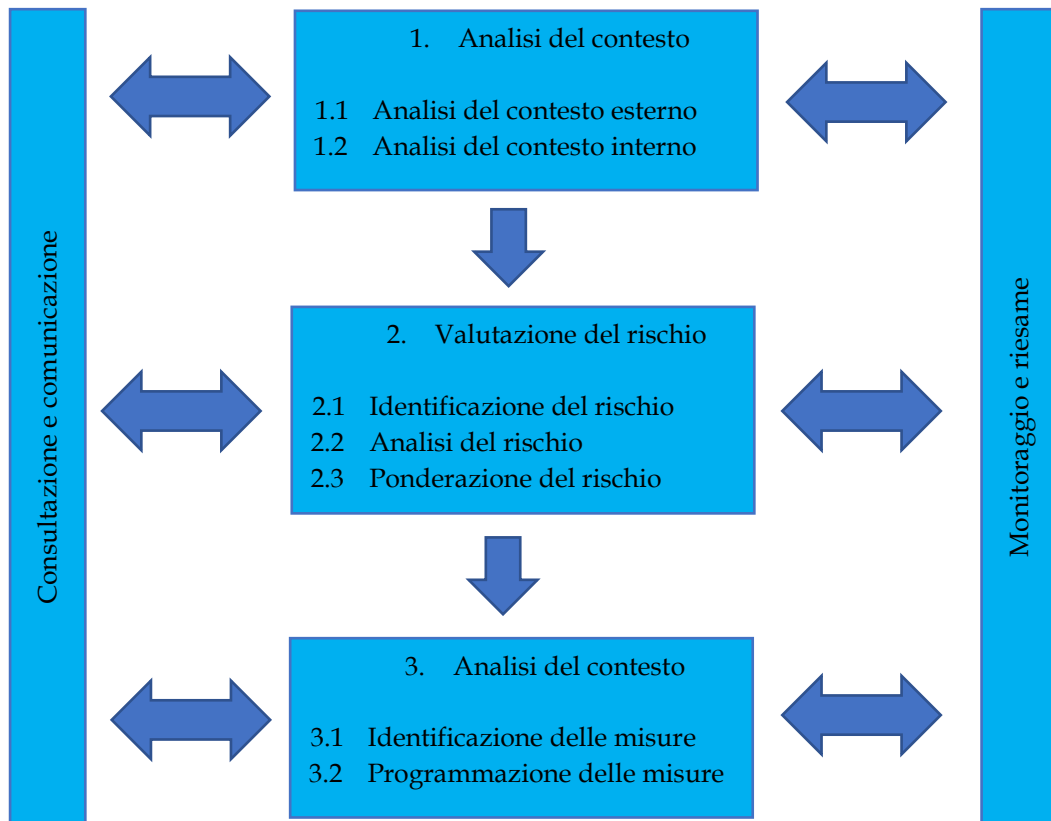 Consultazione e comunicazione
1. Analisi del contesto
1.1 Analisi del contesto esterno
1.2 Analisi del contesto interno
2. Valutazione del rischio
2.1 Identificazione del rischio
2.2 Analisi del rischio
2.3 Ponderazione del rischio
3. Analisi del contesto
3.1 Identificazione delle misure
3.2 Programmazione delle misure
Monitoraggio e riesame